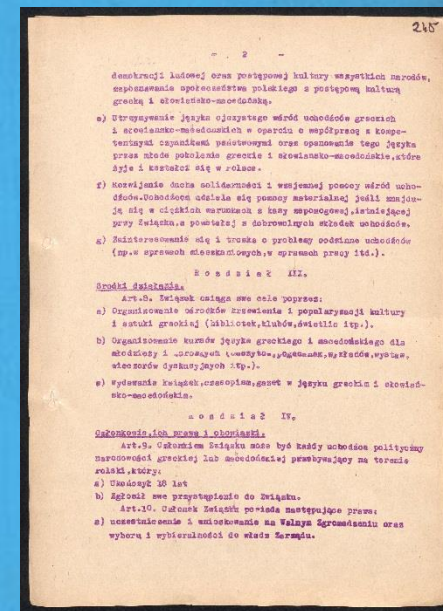 245
- 2 -
demokracji ludowej oraz postępowej kultury wszystkich narodów,
zapoznawanie społeczeństwa polskiego z postępową kulturą
grecką i słowiańsko-macedońską.
e) Utrzymywanie języka ojczystego wśród uchodźców greckich
i słowiańsko-macedońskich w oparciu o współpracę z kompe-
tentnymi czynnikami państwowymi oraz opanowanie tego języka
przez młode pokolenie greckie i słowiańsko-macedońskie, które
żyje i kształci się w Polsce.
f) Rozwijanie ducha solidarności i wzajemnej pomocy wśród ucho-
dźców. Uchodźcom udziela się pomocy materialnej jeśli znajdu-
ją się w ciężkich warunkach z kasy zapomogowej, istniejącej
przy Związku, a powstałej z dobrowolnych składek uchodźców.
g) Zainteresowanie się i troska o problemy rodzinne uchodźców
(np. w sprawach mieszkaniowych, w sprawach pracy itd.).
R o z d z i a ł III.
Środki działania.
Art.8. Związek osiąga swe cele poprzez:
a) Organizowanie ośrodków krzewienia i popularyzacji kultury
i sztuki greckiej (bibliotek, klubów, świetlic itp.).
b) Organizowanie kursów języka greckiego i macedońskiego dla
młodzieży i dorosłych (odczytów, pogadanek, wykładów, wystaw,
wieczorów dyskusyjnych itp.).
c) Wydawanie książek, czasopism, gazet w języku greckim i słowiań-
sko-macedońskim.
R o z d z i a ł IV.
Członkowie, ich prawa i obowiązki.
Art.9. Członkiem Związku może być każdy uchodźca polityczny
narodowości greckiej lub macedońskiej przebywający na terenie
Polski, który:
a) Ukończył 18 lat
b) Zgłosił swe przystąpienie do Związku.
Art.10. Członek Związku posiada następujące prawa:
a) uczestniczenia i wnioskowania na Walnym Zgromadzeniu oraz
wyboru i wybieralności do władz Zarządu.